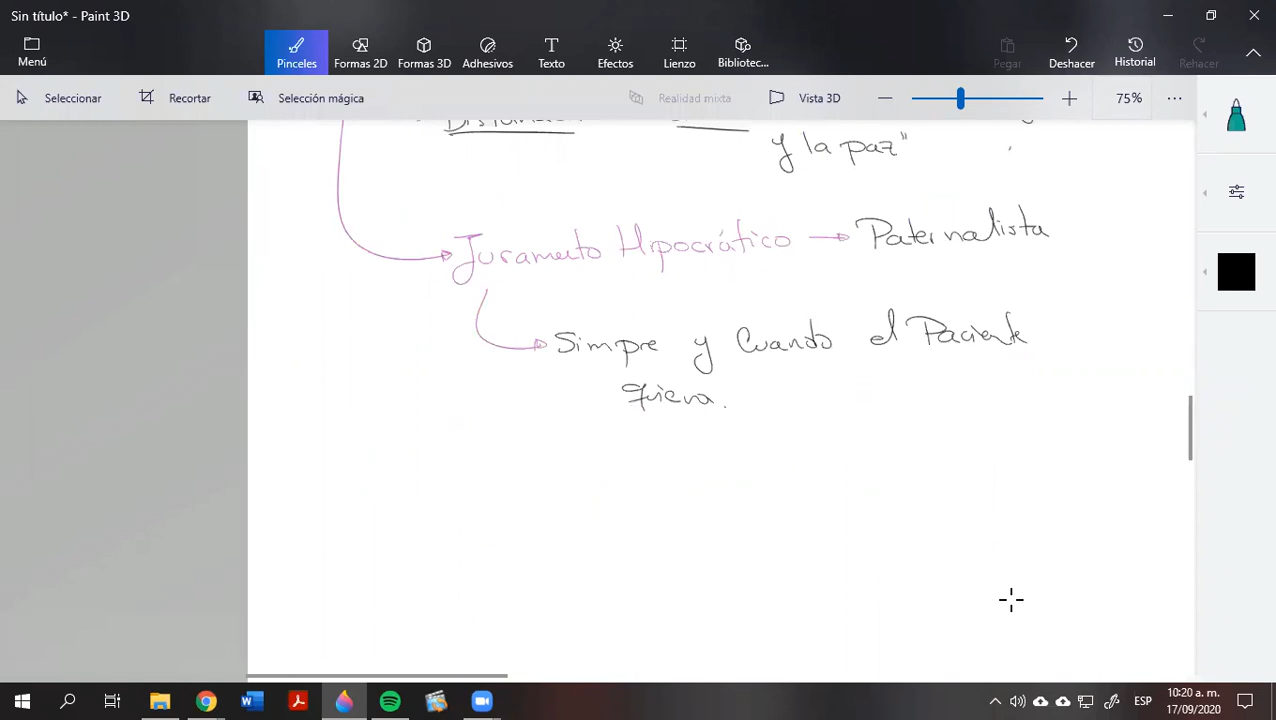 Sin título* - Paint 3D
Menú
Pinceles
Formas 2D
Formas 3D
Adhesivos
Texto
Efectos
Lienzo
Bibliotec...
Pegar
Deshacer
Historial
Rehacer
Seleccionar
Recortar
Selección mágica
Realidad mixta
Vista 3D
75%
y la paz"
Juramento Hipocrático → Paternalista
Simpre y Cuando el Paciente
quiera.
ESP
10:20 a. m.
17/09/2020